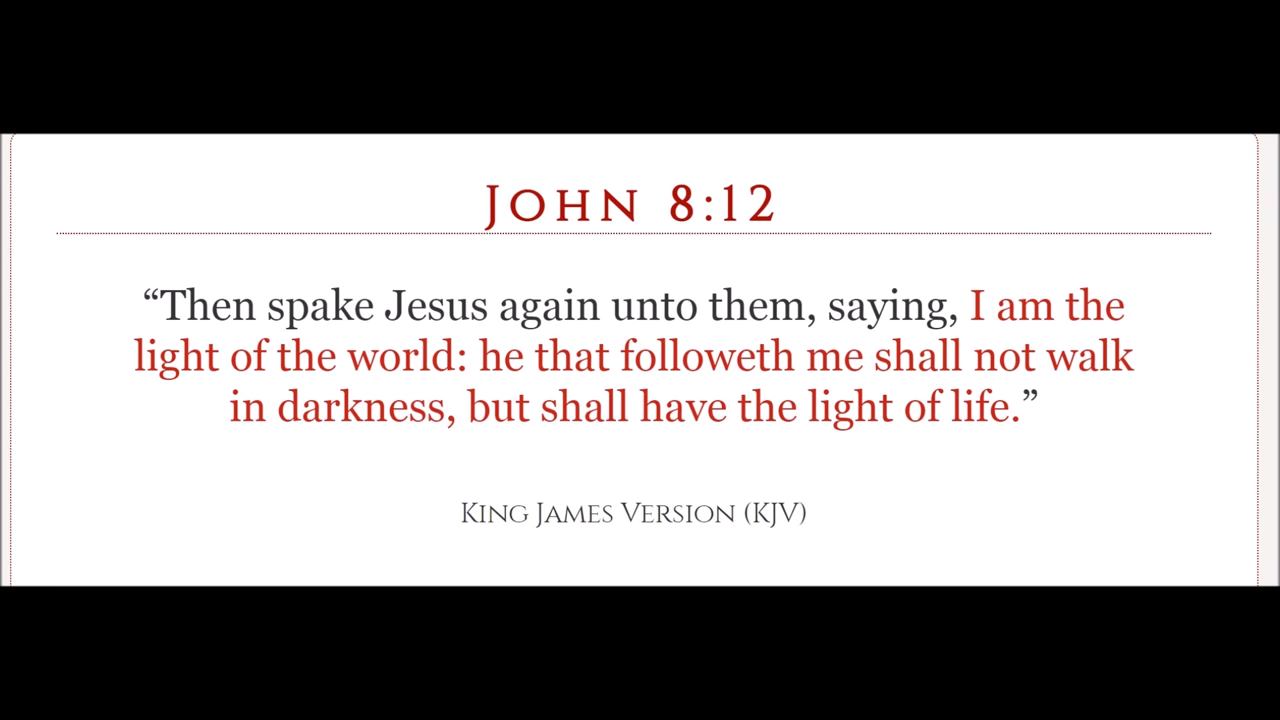 John 8:12
“Then spake Jesus again unto them, saying, I am the
light of the world: he that followeth me shall not walk
in darkness, but shall have the light of life.”
King James Version (KJV)